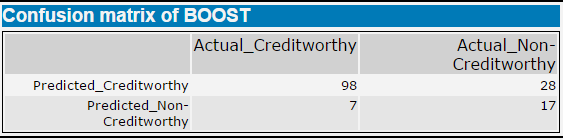 Confusion matrix of BOOST
Actual_Creditworthy Actual_Non-
Creditworthy
Predicted_Creditworthy 98 28
Predicted_Non- 7 17
Creditworthy